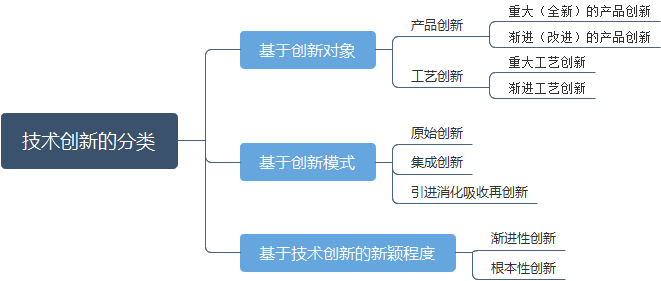 技术创新的分类
基于创新对象
产品创新
重大（全新）的产品创新
渐进（改进）的产品创新
工艺创新
重大工艺创新
渐进工艺创新
基于创新模式
原始创新
集成创新
引进消化吸收再创新
基于技术创新的新颖程度
渐进性创新
根本性创新